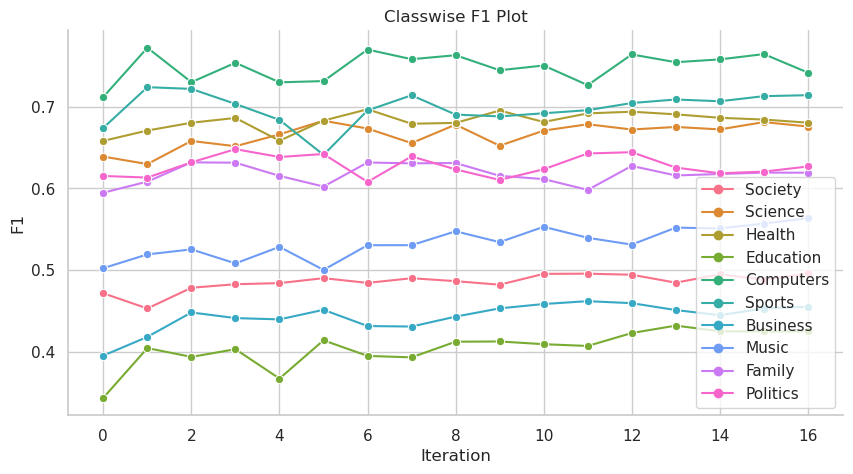 Classwise F1 Plot
F1
0.7
0.6
0.5
0.4
Society
Science
Health
Education
Computers
Sports
Business
Music
Family
Politics
0 2 4 6 8 10 12 14 16
Iteration